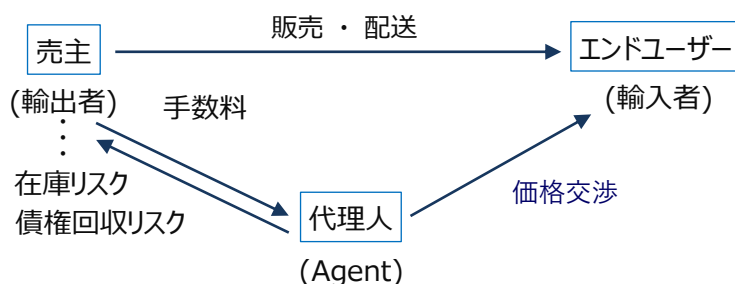 販売 ・ 配送
売主
エンドユーザー
(輸出者)
手数料
(輸入者)
:
在庫リスク
債権回収リスク
価格交渉
代理人
(Agent)